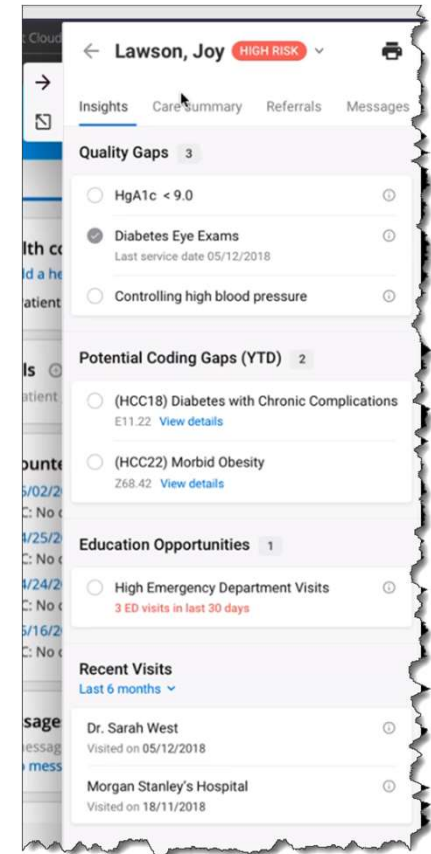 Cloud
← Lawson, Joy HIGH RISK
Insights Care summary Referrals Messages
Quality Gaps 3
HgA1c < 9.0
Diabetes Eye Exams
Last service date 05/12/2018
Controlling high blood pressure
Potential Coding Gaps (YTD) 2
(HCC18) Diabetes with Chronic Complications
E11.22 View details
(HCC22) Morbid Obesity
Z68.42 View details
Education Opportunities 1
High Emergency Department Visits
3 ED visits in last 30 days
Recent Visits
Last 6 months
Dr. Sarah West
Visited on 05/12/2018
Morgan Stanley's Hospital
Visited on 18/11/2018